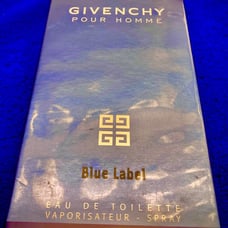 GIVENCHY
POUR HOMME
Blue Label
EAU DE TOILETTE
VAPORISATEUR - SPRAY